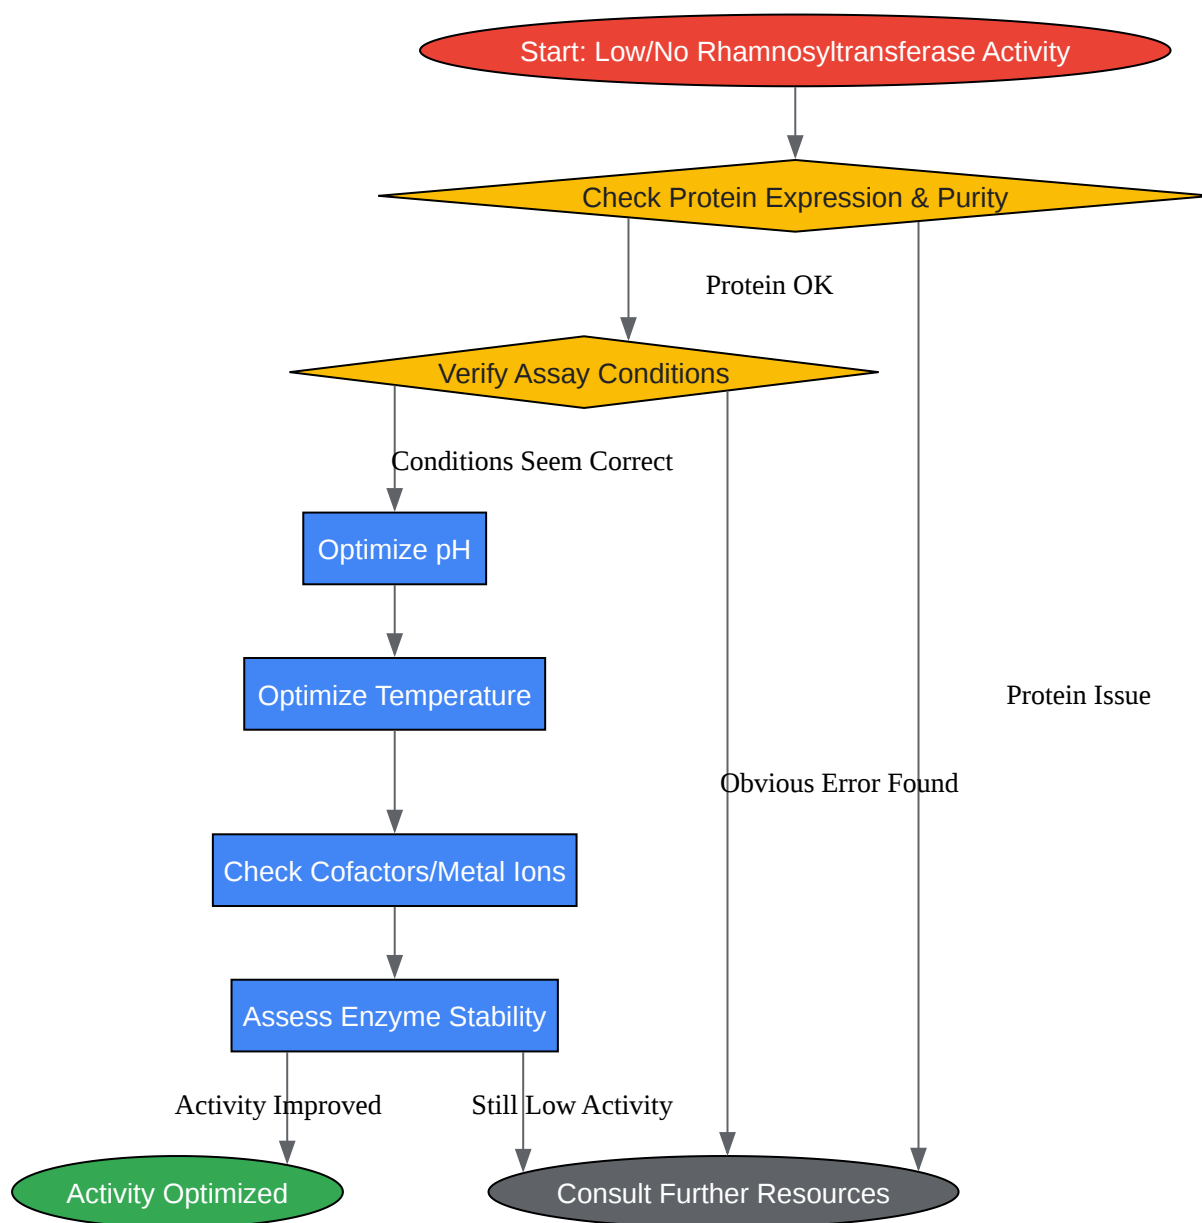 Start: Low/No Rhamnosyltransferase Activity
Check Protein Expression & Purity
Protein OK
Verify Assay Conditions
Conditions Seem Correct
Optimize pH
Optimize Temperature
Protein Issue
Obvious Error Found
Check Cofactors/Metal Ions
Assess Enzyme Stability
Activity Improved
Still Low Activity
Activity Optimized
Consult Further Resources